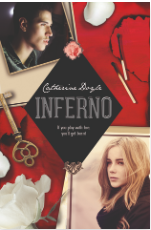 Catherine Doyle
INFERNO
If you play with fire
you'll get burnt